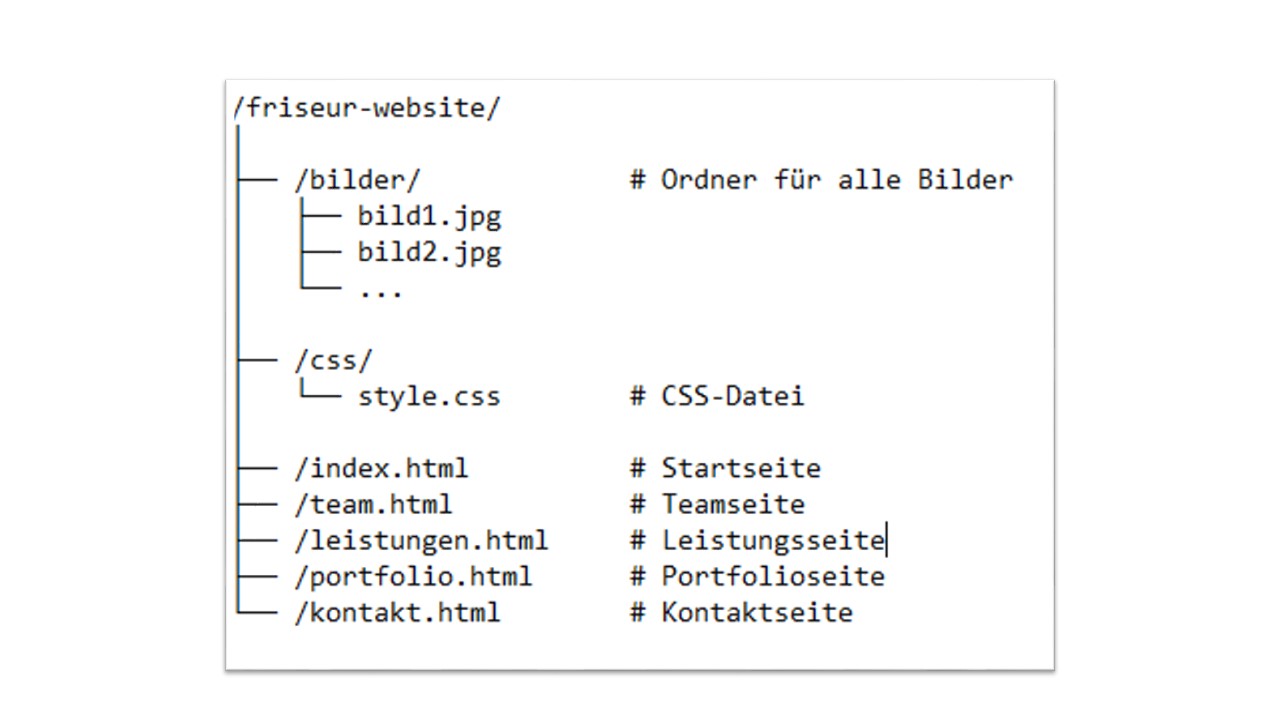 /friseur-website/
│
├── /bilder/ # Ordner für alle Bilder
│   ├── bild1.jpg
│   ├── bild2.jpg
│   └── ...
│
├── /css/
│   └── style.css # CSS-Datei
│
├── /index.html # Startseite
├── /team.html # Teamseite
├── /leistungen.html # Leistungsseite
├── /portfolio.html # Portfolioseite
└── /kontakt.html # Kontaktseite